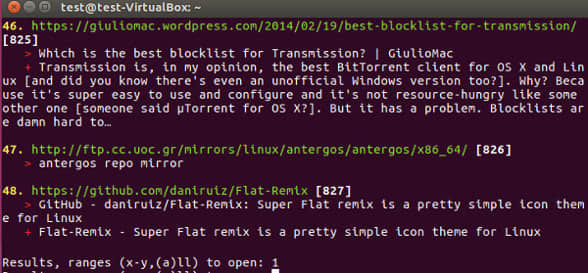 test@test-VirtualBox: ~
46. https://giuliomac.wordpress.com/2014/02/19/best-blocklist-for-transmission/
[825]
> Which is the best blocklist for Transmission? | GiulioMac
+ Transmission is, in my opinion, the best BitTorrent client for OS X and Lin
ux [and did you know there's even an unofficial Windows version too?]. Why? Beca
use it's super easy to use and configure and it's not resource-hungry like some
other one [someone said µTorrent for OS X?]. But it has a problem. Blocklists ar
e damn hard to…
47. http://ftp.cc.uoc.gr/mirrors/linux/antergos/antergos/x86_64/ [826]
> antergos repo mirror
48. https://github.com/daniruiz/Flat-Remix [827]
> GitHub - daniruiz/Flat-Remix: Super Flat remix is a pretty simple icon them
e for Linux
+ Flat-Remix - Super Flat remix is a pretty simple icon theme for Linux
Results, ranges (x-y,(a)ll) to open: 1